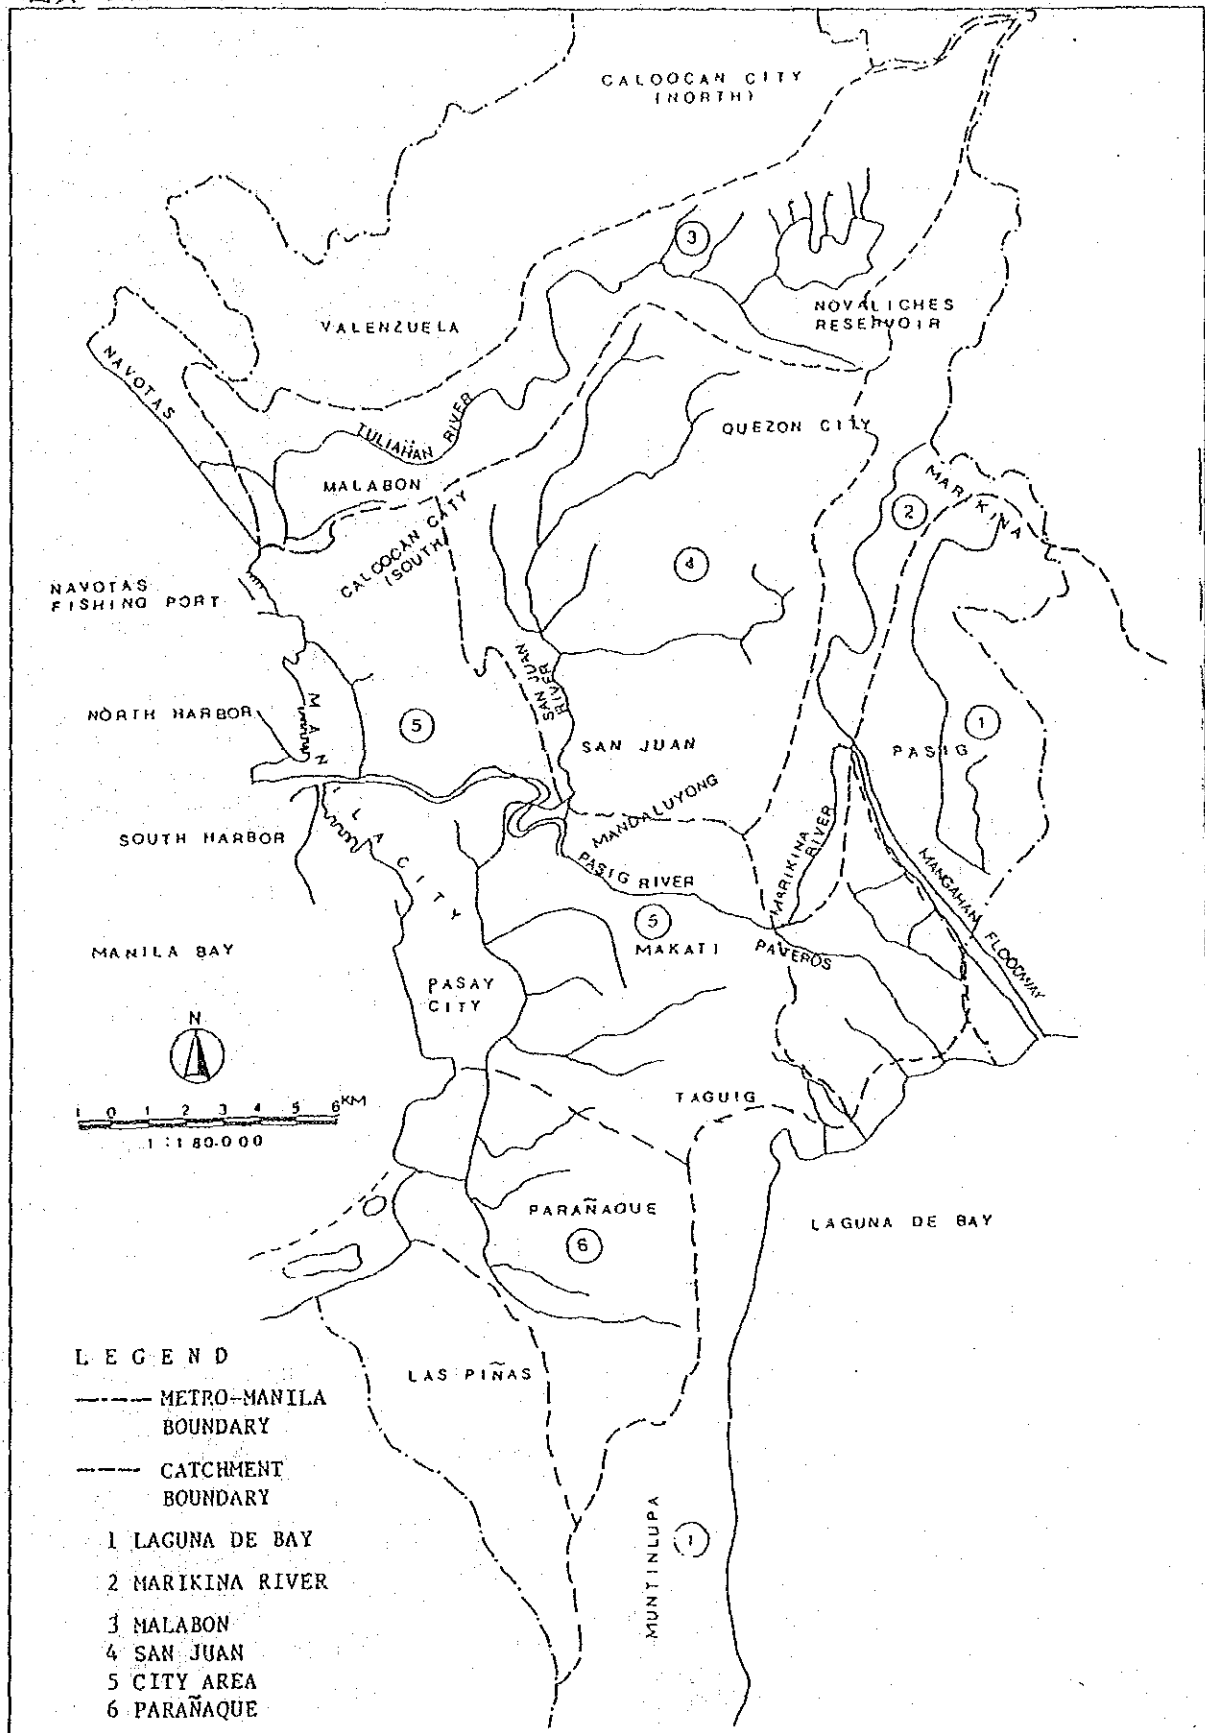 CALOOCAN CITY
(NORTH)
3
NOVALICHES
RESERVOIR
VALENZUELA
NAVOTAS
TULIAHAN RIVER
QUEZON CITY
MALABON
MARIKINA
2
CALOOCAN CITY
(SOUTH)
4
NAVOTAS
FISHING PORT
SAN JUAN
RIVER
MAN
NORTH HARBOR
5
SAN JUAN
1
PASIG
MANDALUYONG
SOUTH HARBOR
ILA CITY
PASIG RIVER
MARIKINA
RIVER
MANGAHAM FLOODWAY
5
MAKATI
PATEROS
MANILA BAY
PASAY
CITY
N
1 0 1 2 3 4 5 6 KM
1:180.000
TAGUIG
PARAÑAQUE
6
LAGUNA DE BAY
LEGEND
METRO-MANILA
BOUNDARY
CATCHMENT
BOUNDARY
1 LAGUNA DE BAY
2 MARIKINA RIVER
3 MALABON
4 SAN JUAN
5 CITY AREA
6 PARAÑAQUE
LAS PIÑAS
MUNTINLUPA
1